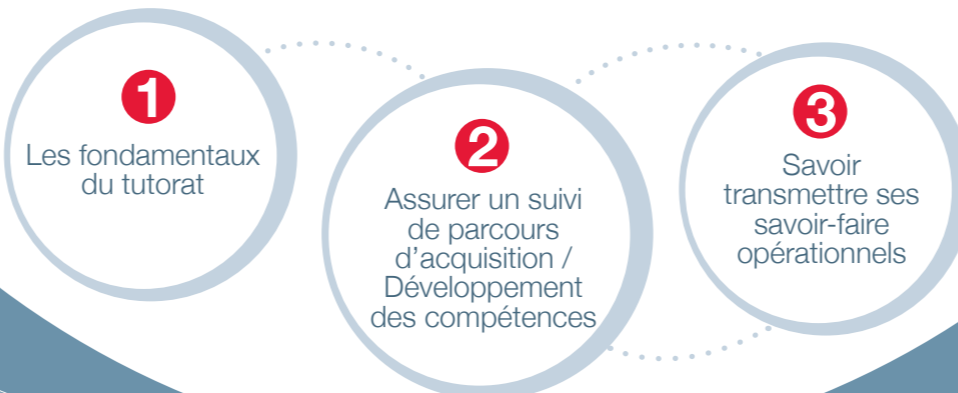 1
Les fondamentaux
du tutorat
2
Assurer un suivi
de parcours
d’acquisition /
Développement
des compétences
3
Savoir
transmettre ses
savoir-faire
opérationnels